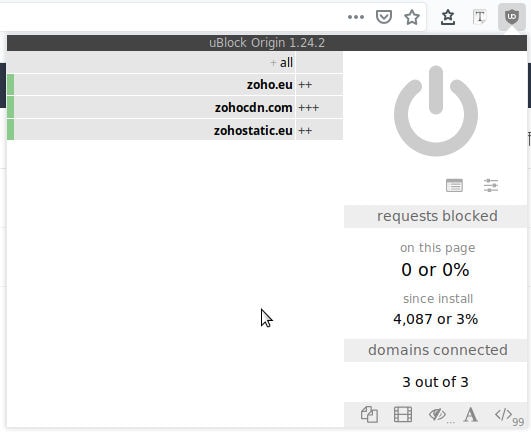 uBlock Origin 1.24.2
+ all
zoho.eu ++
zohocdn.com +++
zohostatic.eu ++
requests blocked
on this page
0 or 0%
since install
4,087 or 3%
domains connected
3 out of 3
A </> 99